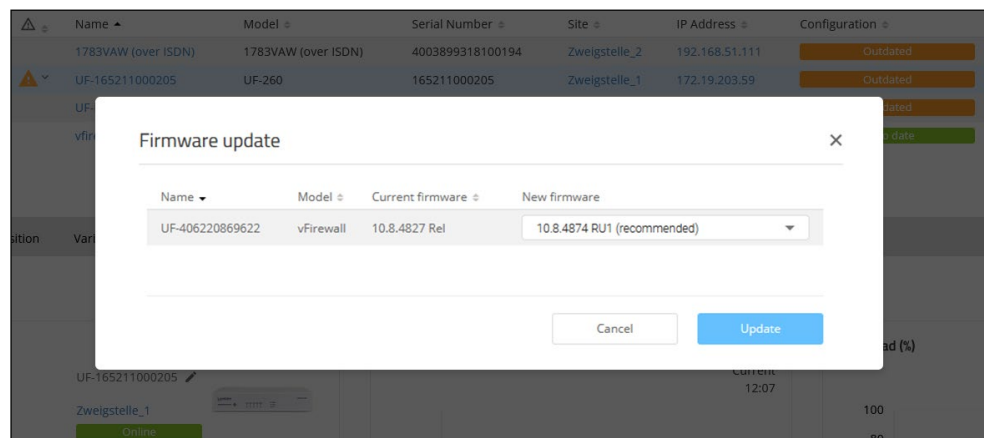 Name Model Serial Number Site IP Address Configuration
1783VAW (over ISDN) 1783VAW (over ISDN) 4003899318100194 Zweigstelle_2 192.168.51.111 Outdated
UF-165211000205 UF-260 165211000205 Zweigstelle_1 172.19.203.59 Outdated
Firmware update
Name Model Current firmware New firmware
UF-406220869622 vFirewall 10.8.4827 Rel 10.8.4874 RU1 (recommended)
Cancel Update
UF-165211000205
Current
12:07
Zweigstelle_1
100
Online